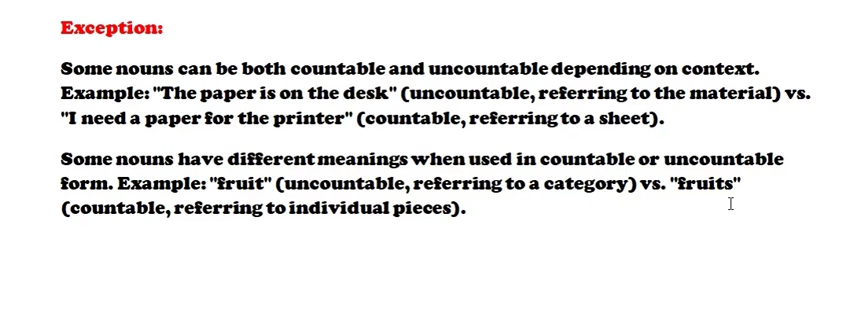 Exception:
Some nouns can be both countable and uncountable depending on context.
Example: "The paper is on the desk" (uncountable, referring to the material) vs.
"I need a paper for the printer" (countable, referring to a sheet).
Some nouns have different meanings when used in countable or uncountable
form. Example: "fruit" (uncountable, referring to a category) vs. "fruits"
(countable, referring to individual pieces).